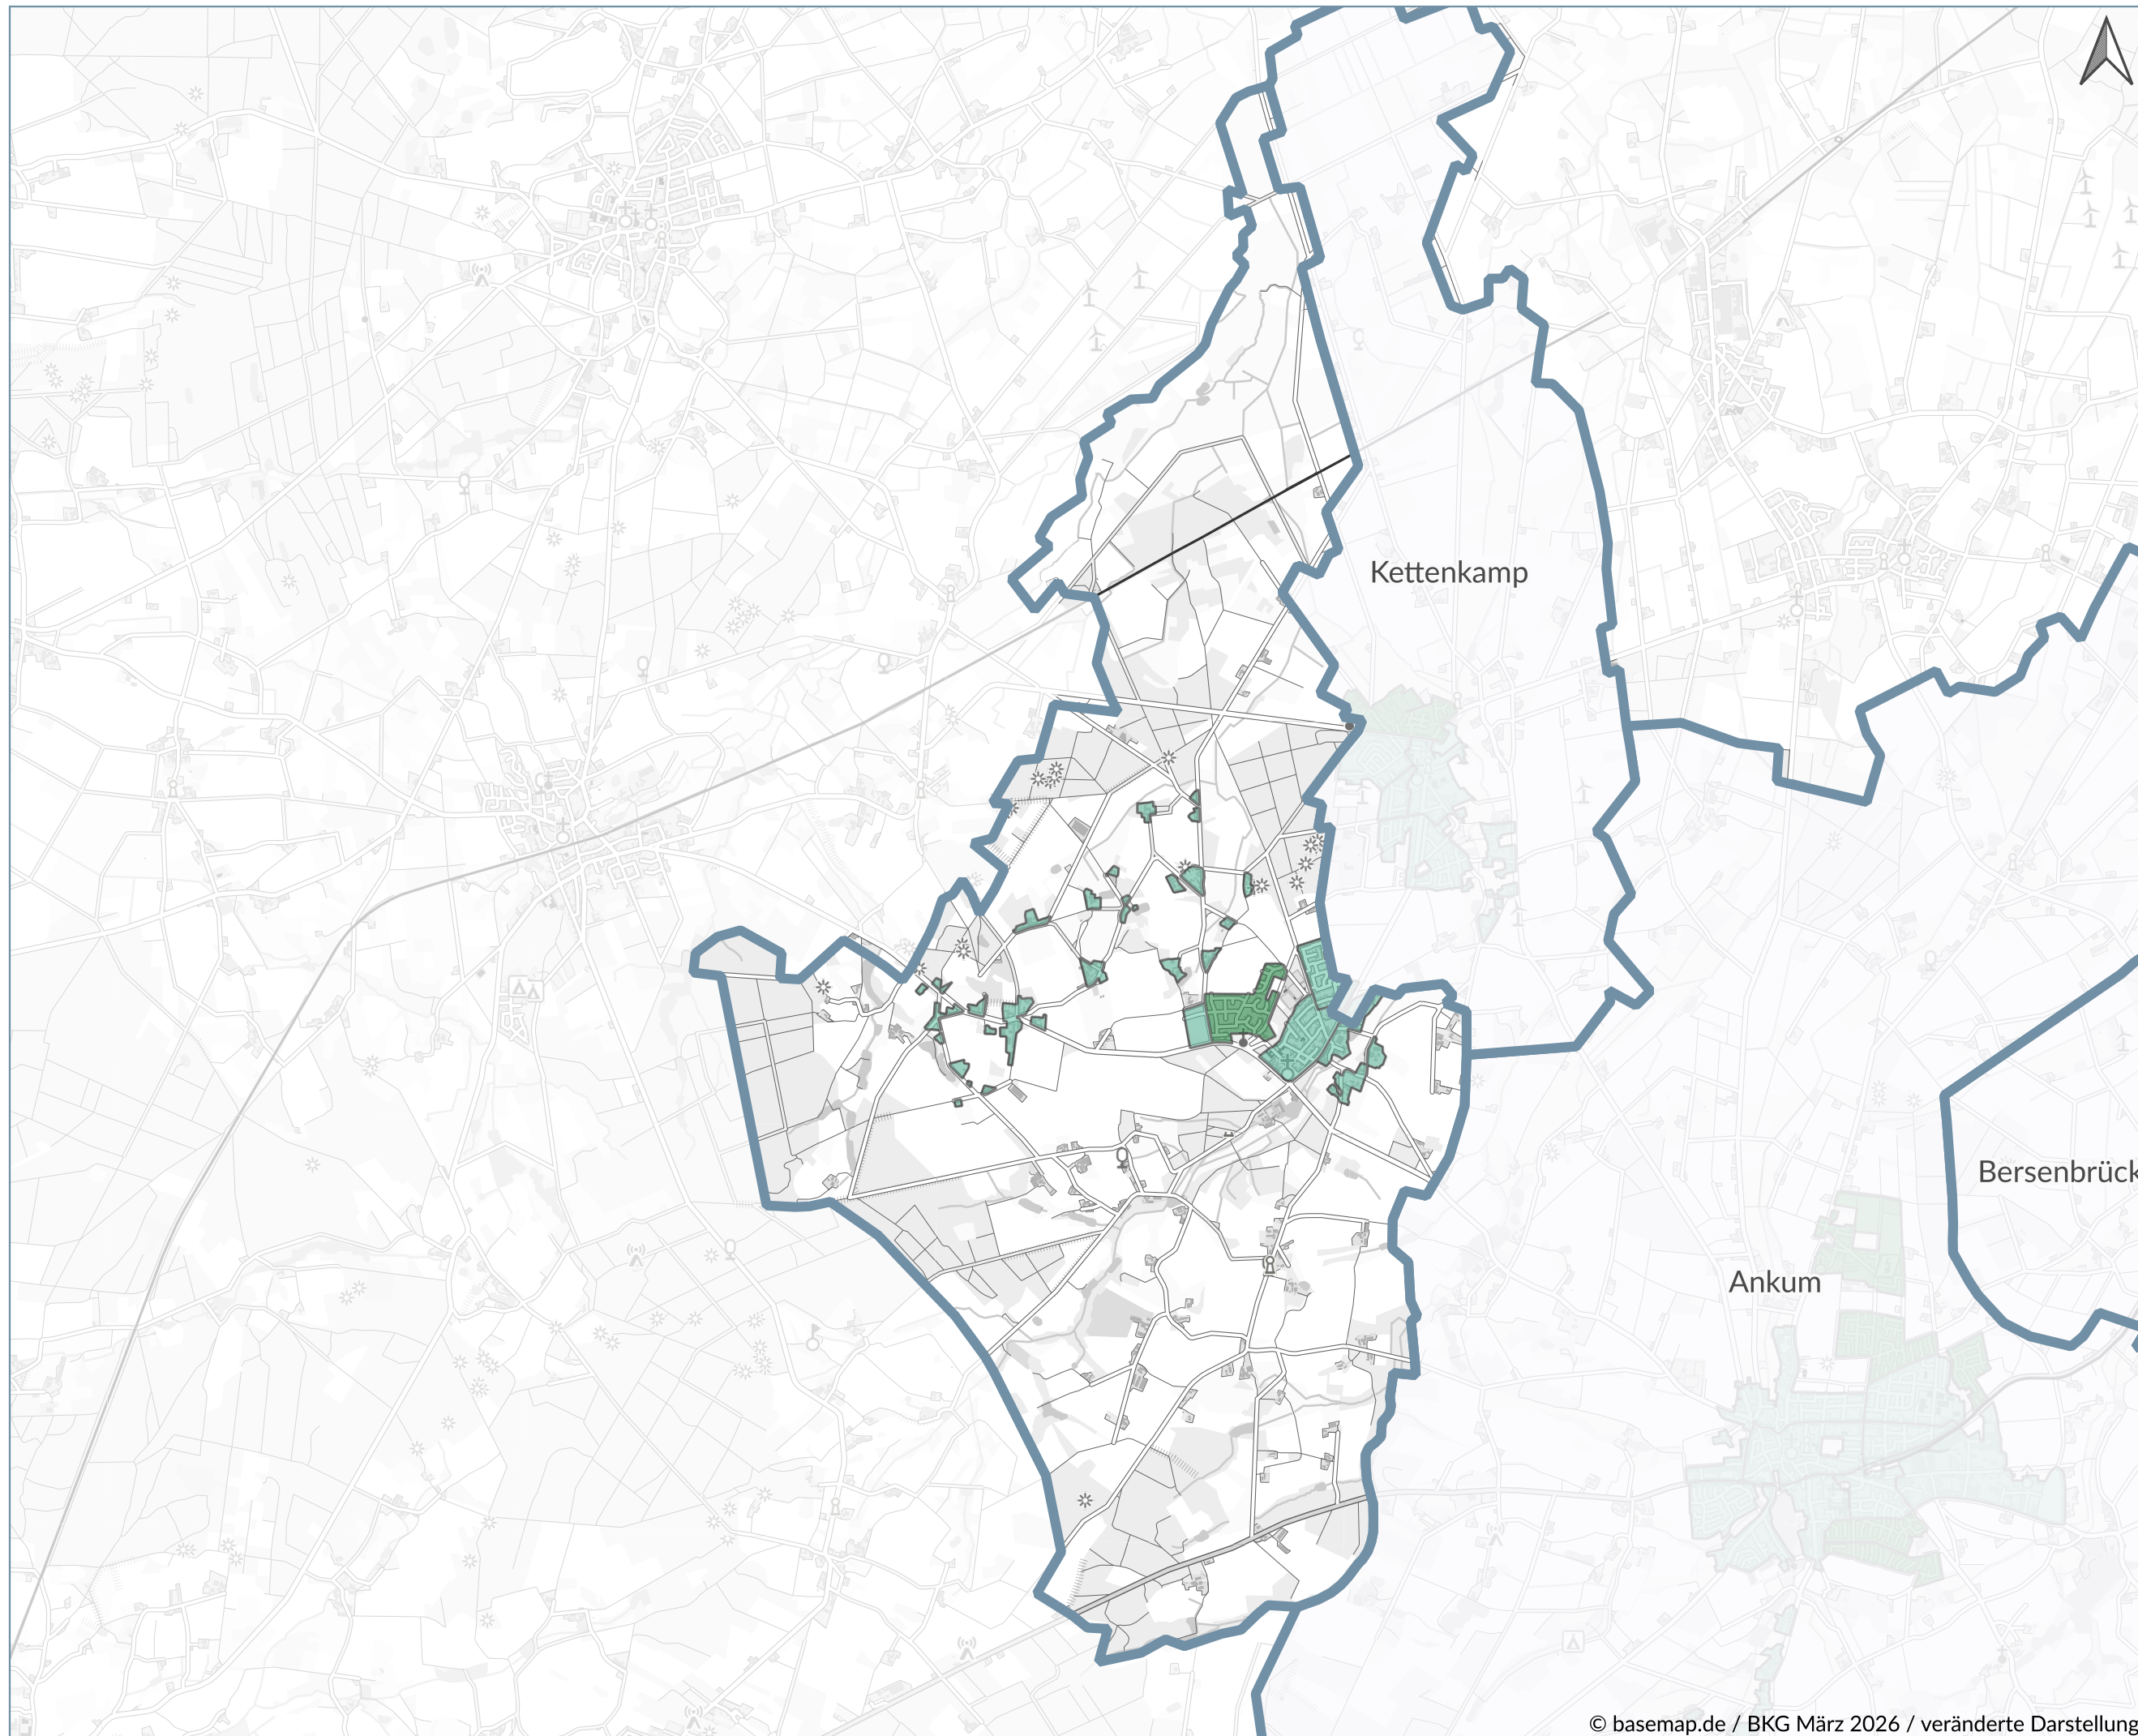 Kettenkamp
Bersenbrück
Ankum
© basemap.de / BKG März 2026 / veränderte Darstellung